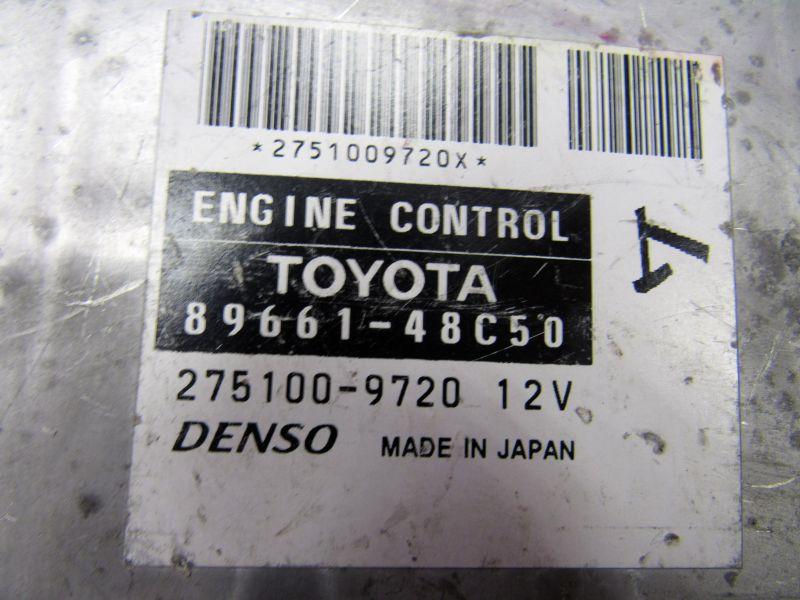 *2751009720X*
ENGINE CONTROL
TOYOTA
89661-48C50
275100-9720 12V
DENSO MADE IN JAPAN